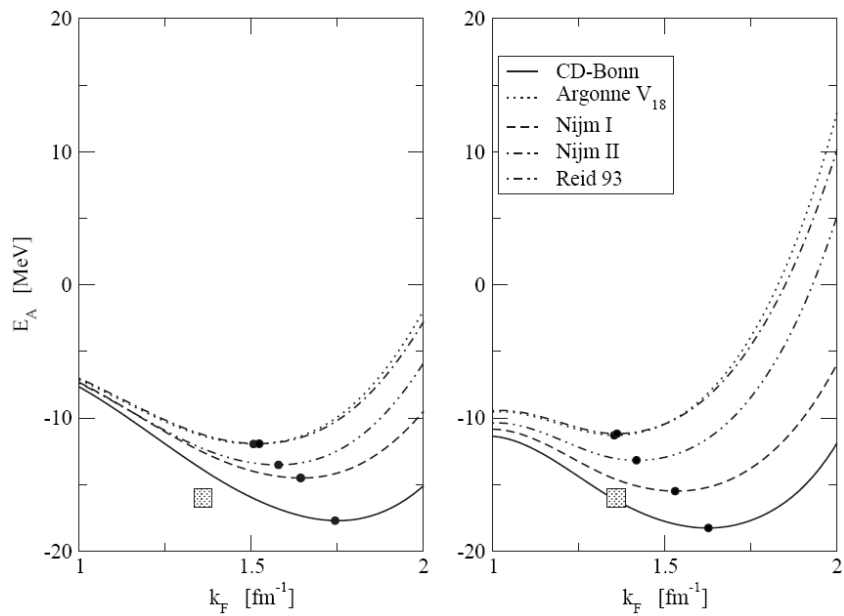 20
10
0
-10
-20
E_A [MeV]
1
1.5
2
k_F [fm^-1]
20
10
0
-10
-20
1
1.5
2
k_F [fm^-1]
CD-Bonn
Argonne V_18
Nijm I
Nijm II
Reid 93